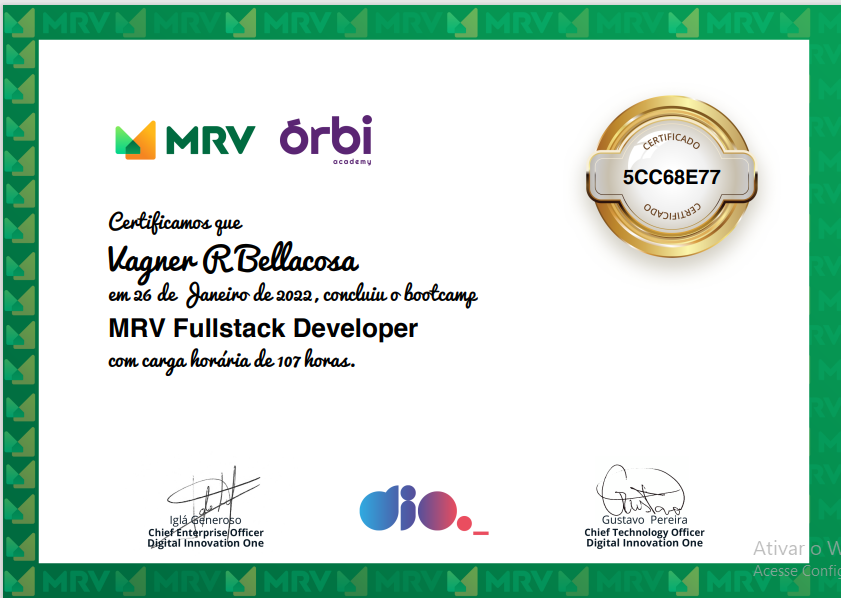 MRV
órbi
academy
CERTIFICADO
5CC68E77
CERTIFICADO
Certificamos que
Vagner R Bellacosa
em 26 de Janeiro de 2022, concluiu o bootcamp
MRV Fullstack Developer
com carga horária de 107 horas.
Iglá Generoso
Chief Enterprise Officer
Digital Innovation One
dio_
Gustavo Pereira
Chief Technology Officer
Digital Innovation One
Ativar o W
Acesse Config